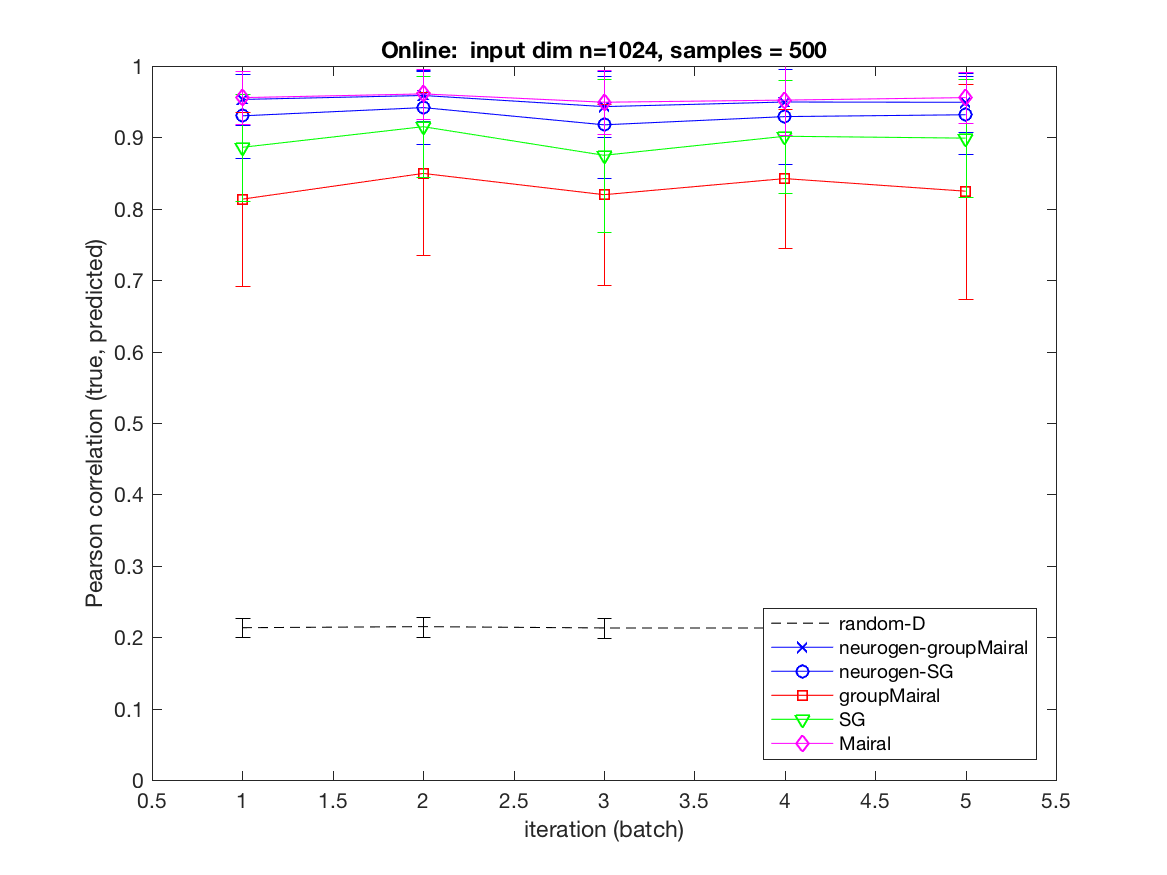 Online:  input dim n=1024, samples = 500
Pearson correlation (true, predicted)
1
0.9
0.8
0.7
0.6
0.5
0.4
0.3
0.2
0.1
0
random-D
neurogen-groupMairal
neurogen-SG
groupMairal
SG
Mairal
0.5 1 1.5 2 2.5 3 3.5 4 4.5 5 5.5
iteration (batch)